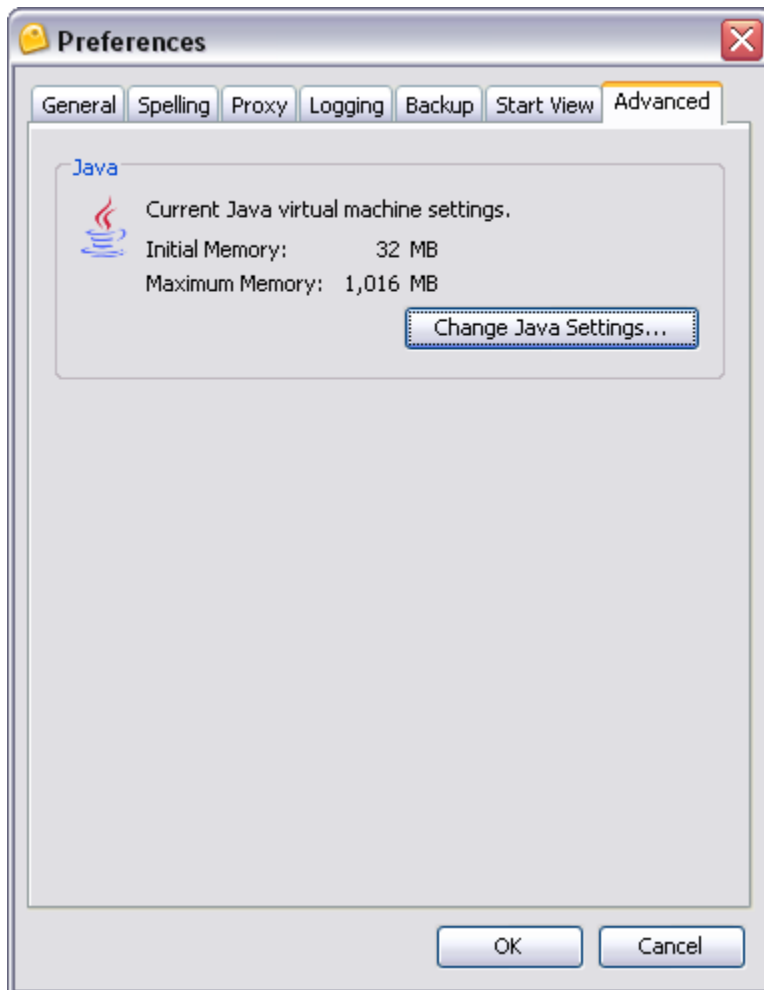 Preferences
General Spelling Proxy Logging Backup Start View Advanced
Java
Current Java virtual machine settings.
Initial Memory: 32 MB
Maximum Memory: 1,016 MB
Change Java Settings...
OK Cancel